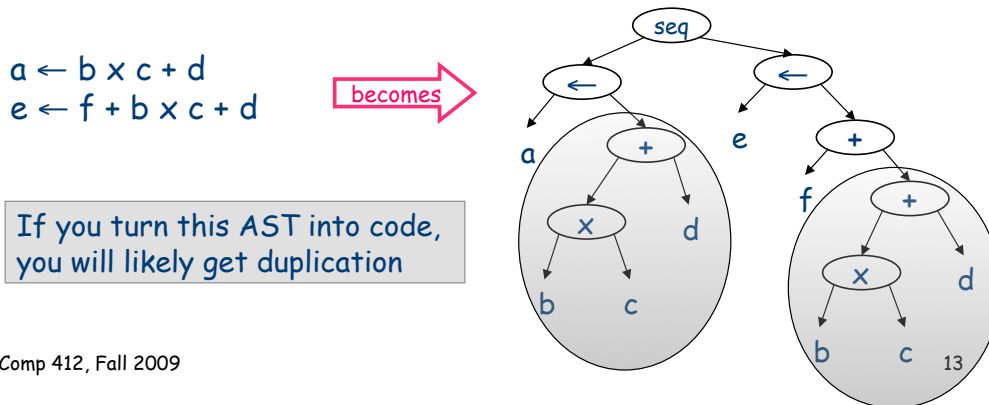 a ← b x c + d
e ← f + b x c + d
becomes
If you turn this AST into code,
you will likely get duplication
seq
←
←
a
+
e
+
x
d
f
+
b
c
x
d
b
c
Comp 412, Fall 2009
13